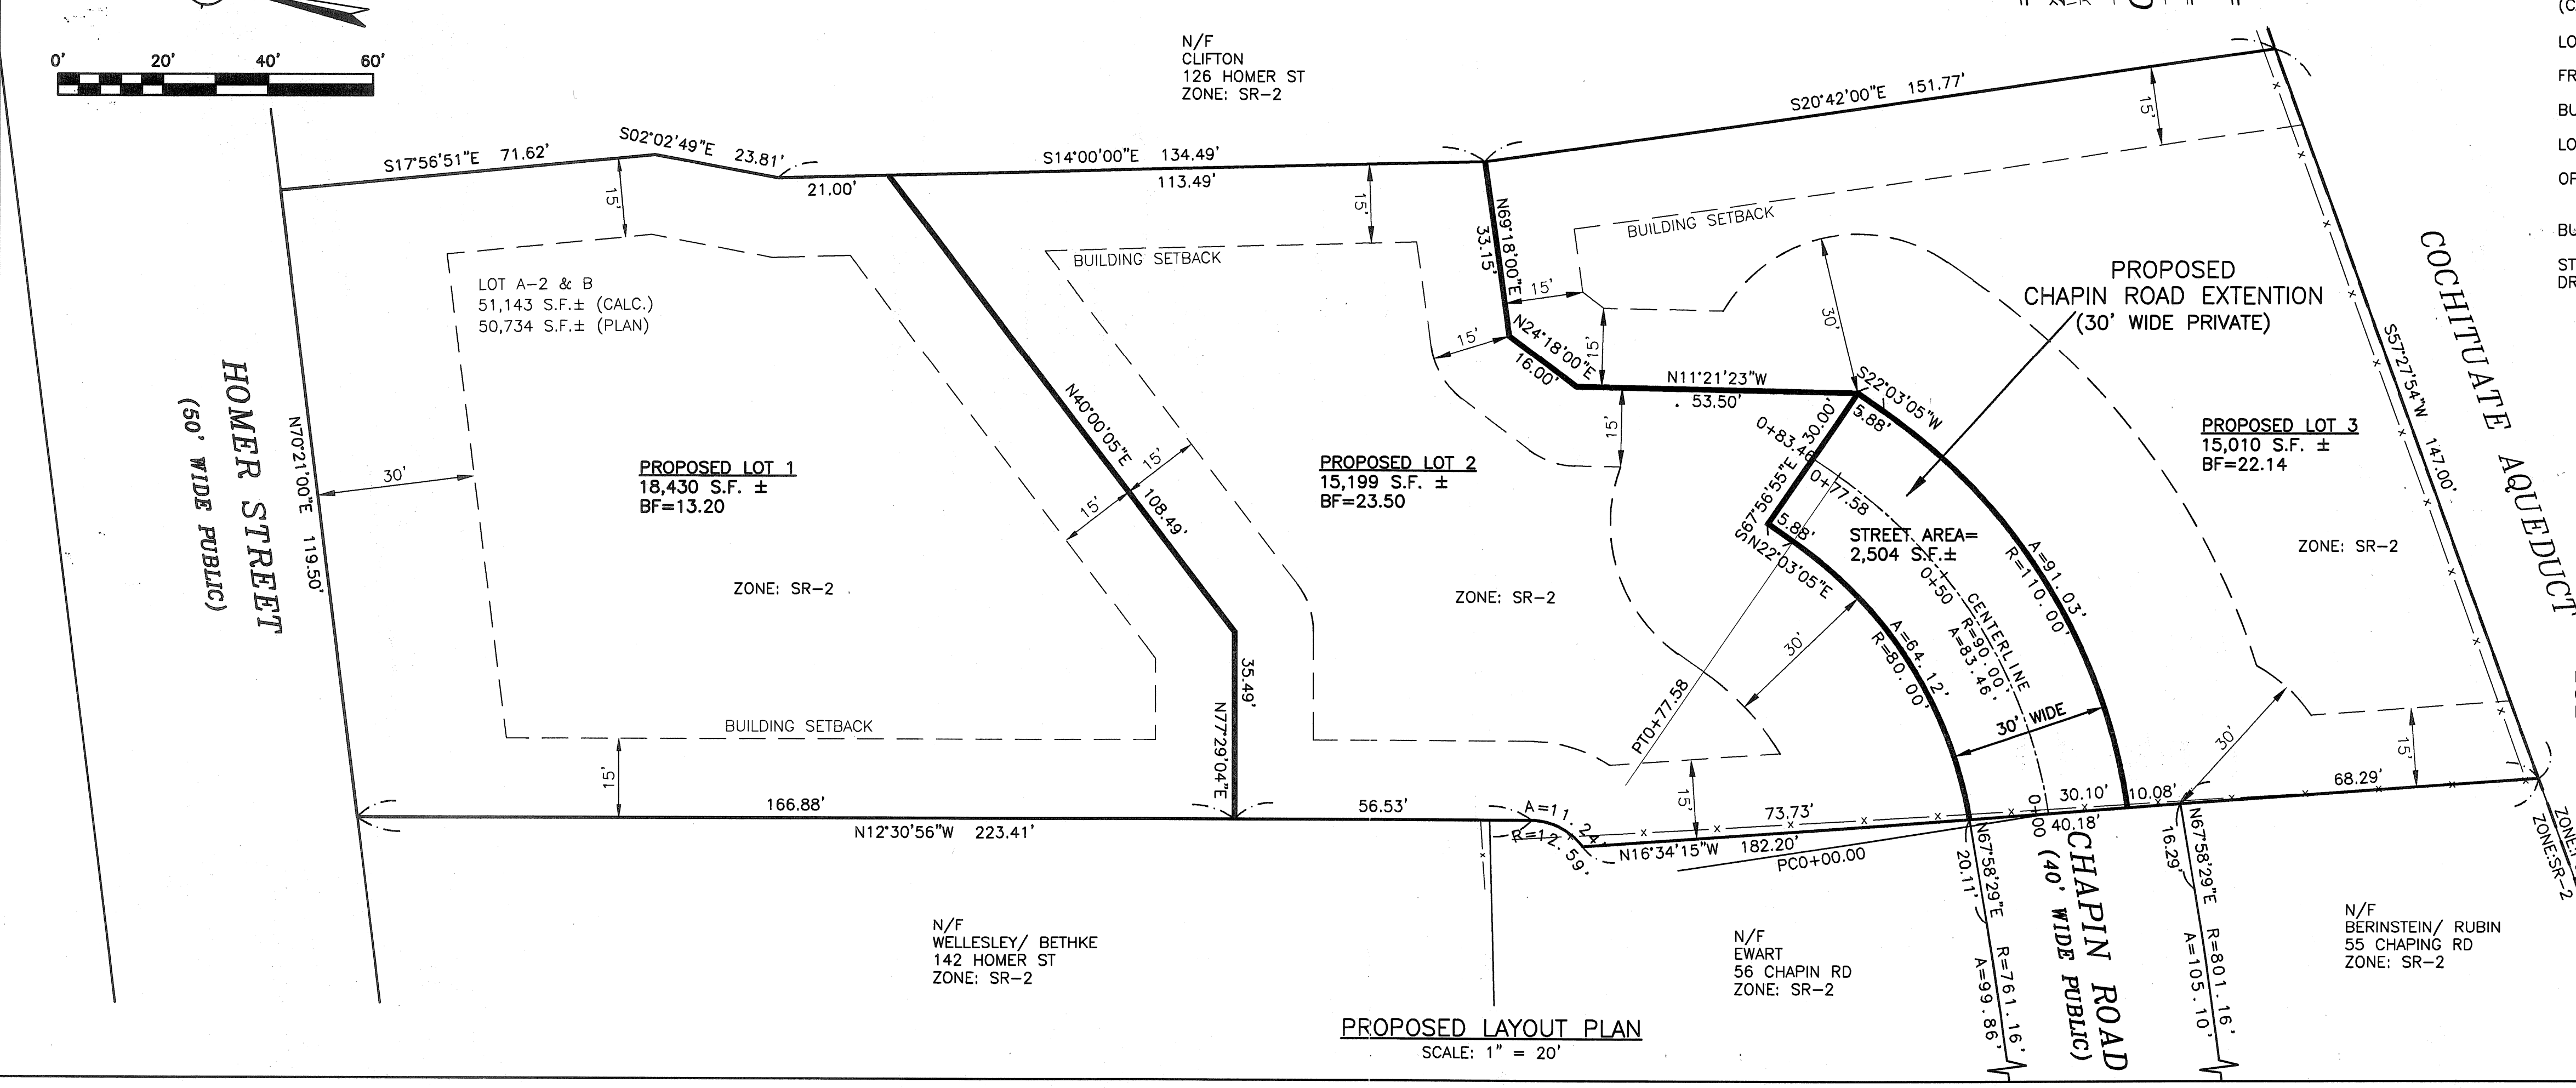 0'
20'
40'
60'
N/F
CLIFTON
126 HOMER ST
ZONE: SR-2
S17°56'51"E 71.62'
S02°02'49"E 23.81'
21.00'
S14°00'00"E 134.49'
113.49'
S20°42'00"E 151.77'
15'
15'
15'
N69°18'00"E
33.15'
BUILDING SETBACK
BUILDING SETBACK
15'
15'
N24°18'00"E
16.00'
15'
15'
30'
LOT A-2 & B
51,143 S.F.± (CALC.)
50,734 S.F.± (PLAN)
HOMER STREET
(50' WIDE PUBLIC)
N70°21'00"E 119.50'
30'
PROPOSED LOT 1
18,430 S.F. ±
BF=13.20
ZONE: SR-2
N40°00'05"E
108.49'
15'
15'
PROPOSED LOT 2
15,199 S.F. ±
BF=23.50
ZONE: SR-2
N11°21'23"W
53.50'
S22°03'05"W
5.88'
30.00'
S67°56'55"E
0+83.46
0+77.58
5.88'
N22°03'05"E
STREET AREA=
2,504 S.F.±
0+50
CENTERLINE
R=90.00'
A=83.46'
A=91.03'
R=110.00'
A=64.12'
R=80.00'
30'
30' WIDE
PT0+77.58
PROPOSED
CHAPIN ROAD EXTENTION
(30' WIDE PRIVATE)
PROPOSED LOT 3
15,010 S.F. ±
BF=22.14
ZONE: SR-2
S57°27'54"W 147.00'
COCHITUATE AQUEDUCT
BUILDING SETBACK
15'
35.49'
N77°29'04"E
166.88'
N12°30'56"W 223.41'
56.53'
A=11.24'
R=12.59'
15'
73.73'
N16°34'15"W 182.20'
PC0+00.00
0+00
30.10'
40.18'
10.08'
68.29'
30'
15'
N67°58'29"E R=761.16'
20.11' A=99.86'
CHAPIN ROAD
(40' WIDE PUBLIC)
N67°58'29"E R=801.16'
16.29' A=105.10'
ZONE:SR-2
N/F
WELLESLEY/ BETHKE
142 HOMER ST
ZONE: SR-2
N/F
EWART
56 CHAPIN RD
ZONE: SR-2
N/F
BERINSTEIN/ RUBIN
55 CHAPING RD
ZONE: SR-2
PROPOSED LAYOUT PLAN
SCALE: 1" = 20'